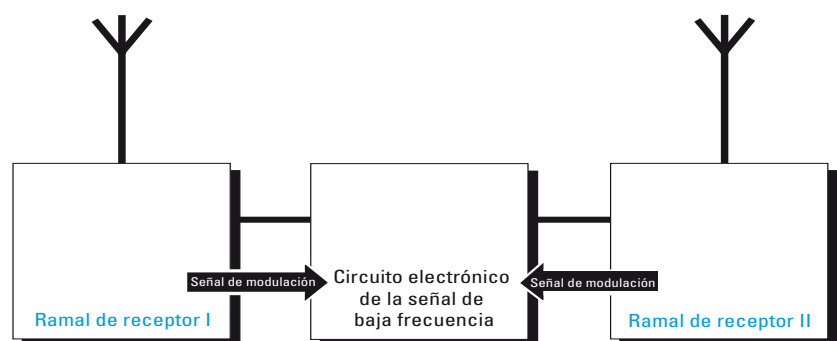 Señal de modulación
Circuito electrónico
de la señal de
baja frecuencia
Señal de modulación
Ramal de receptor I
Ramal de receptor II